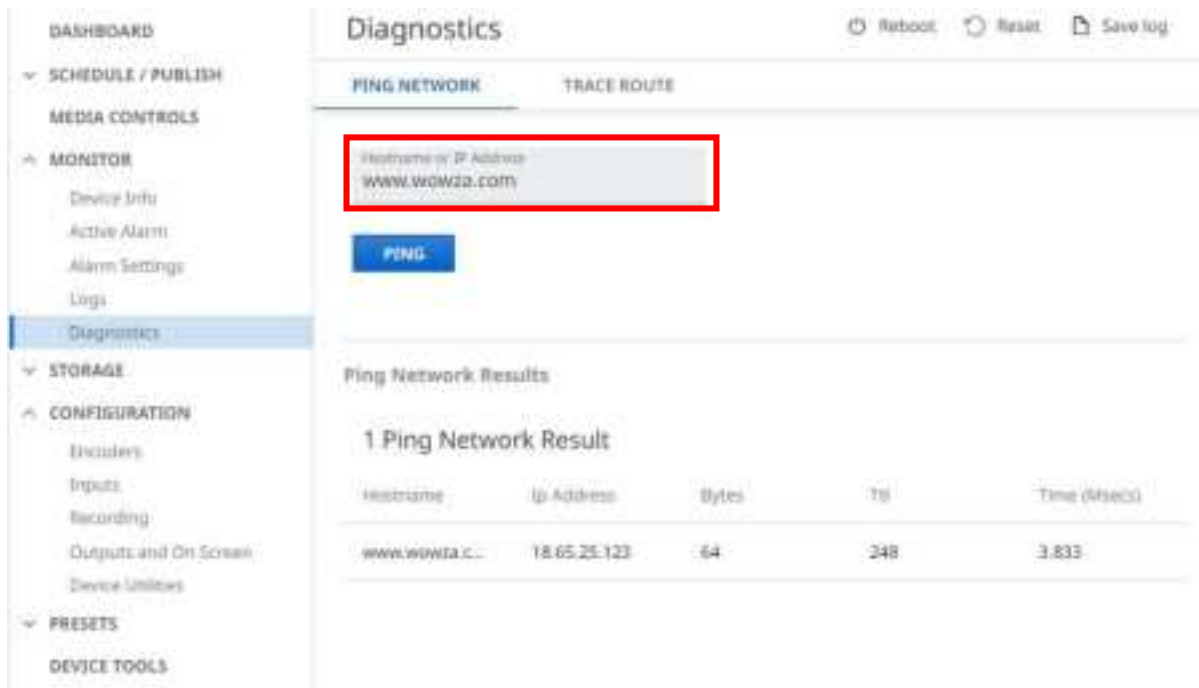 DASHBOARD
SCHEDULE / PUBLISH
MEDIA CONTROLS
MONITOR
Device Info
Active Alarm
Alarm Settings
Logs
Diagnostics
STORAGE
CONFIGURATION
Encoders
Inputs
Recording
Outputs and On Screen
Device Utilities
PRESETS
DEVICE TOOLS
Diagnostics
Reboot
Reset
Save log
PING NETWORK
TRACE ROUTE
Hostname or IP Address
www.wowza.com
PING
Ping Network Results
1 Ping Network Result
Hostname Ip Address Bytes Ttl Time (Msecs)
www.wowza.c... 18.65.25.123 64 248 3.833